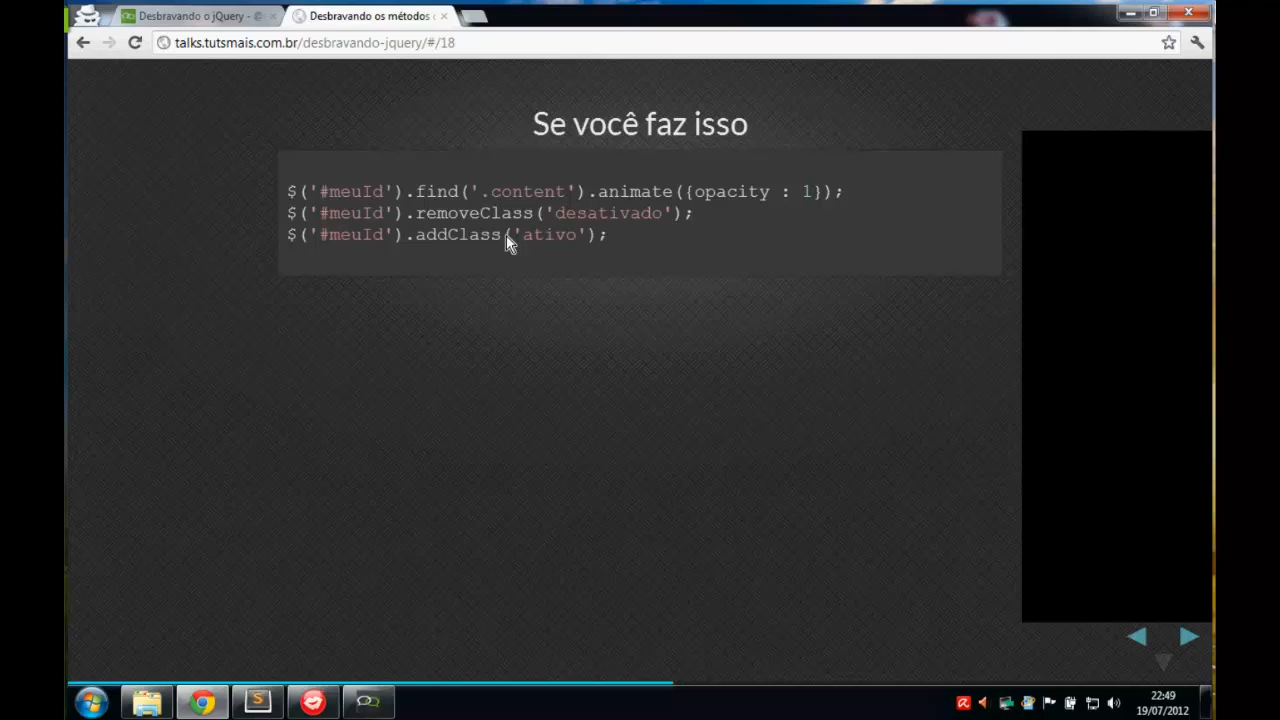 Desbravando o jQuery - @
Desbravando os métodos
talks.tutsmais.com.br/desbravando-jquery/#/18
Se você faz isso
$('#meuId').find('.content').animate({opacity : 1});
$('#meuId').removeClass('desativado');
$('#meuId').addClass('ativo');
22:49
19/07/2012